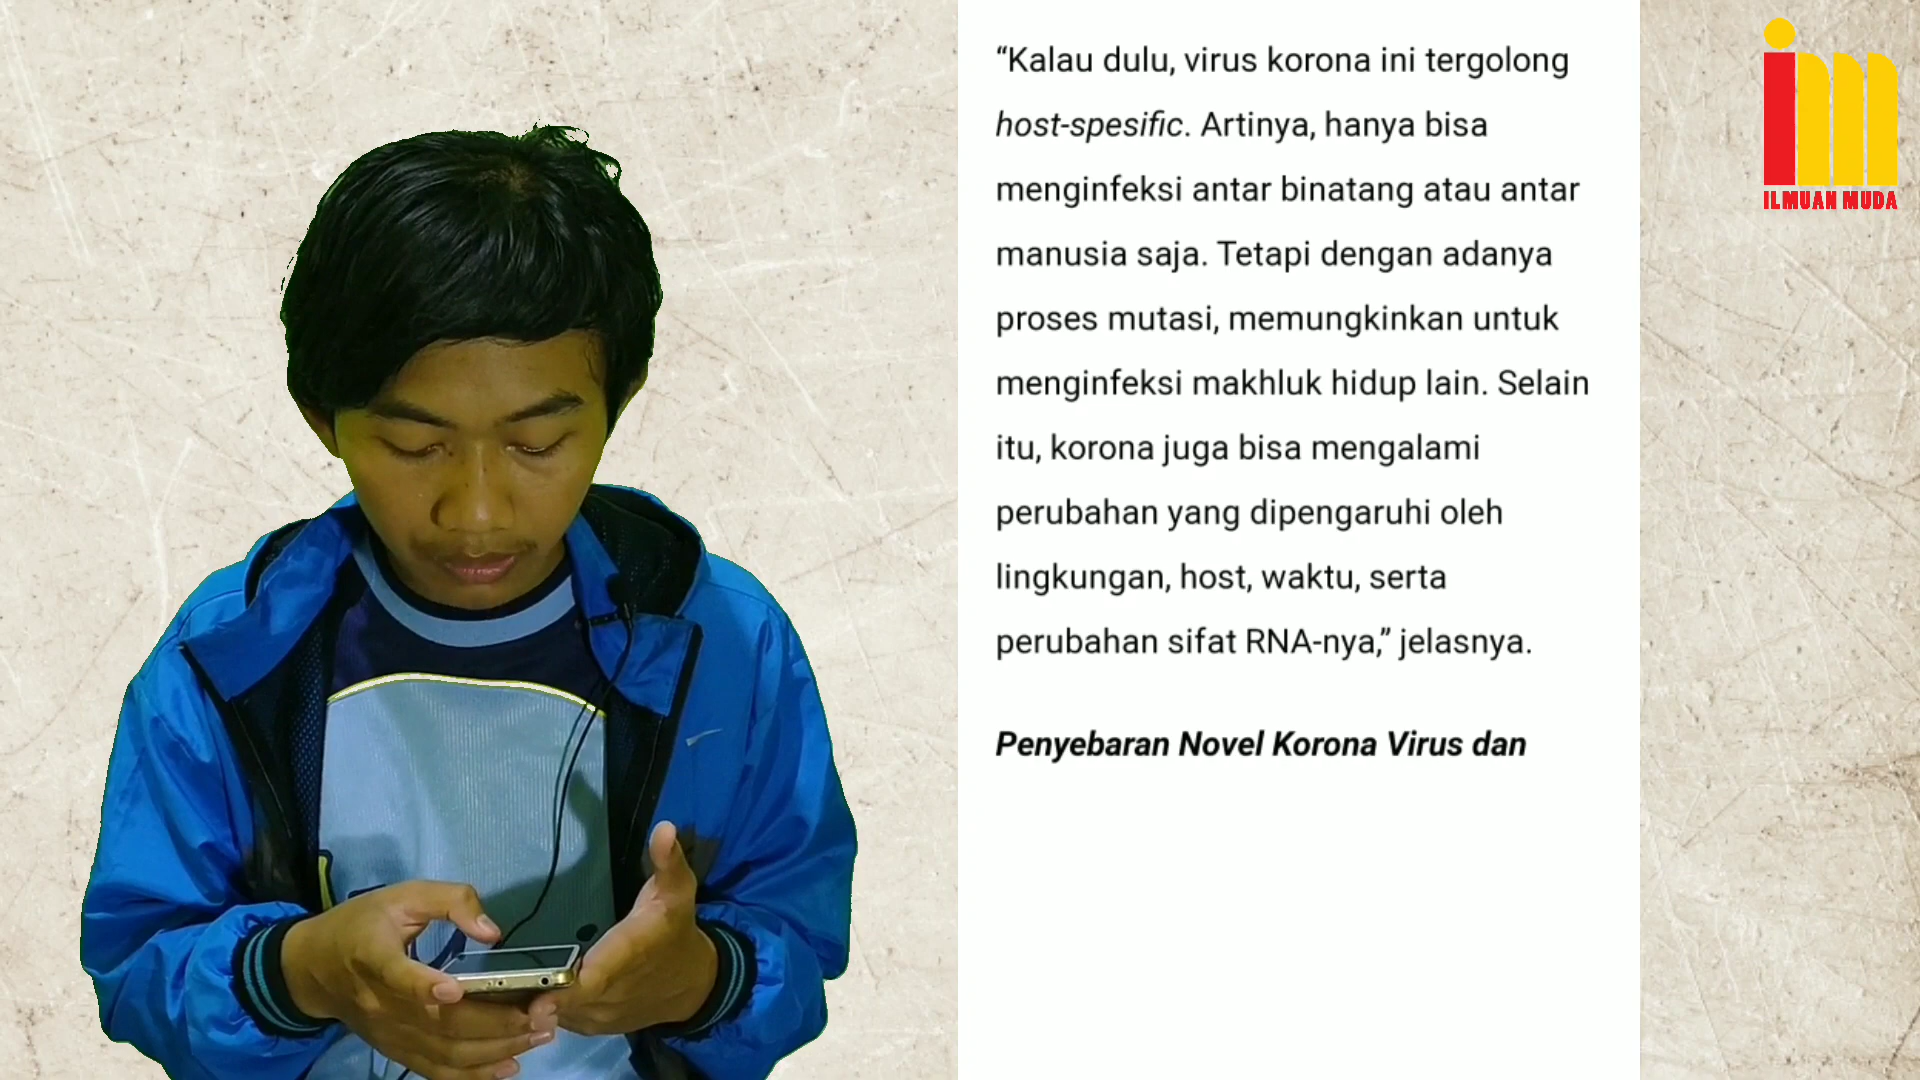 “Kalau dulu, virus korona ini tergolong
host-spesific. Artinya, hanya bisa
menginfeksi antar binatang atau antar
manusia saja. Tetapi dengan adanya
proses mutasi, memungkinkan untuk
menginfeksi makhluk hidup lain. Selain
itu, korona juga bisa mengalami
perubahan yang dipengaruhi oleh
lingkungan, host, waktu, serta
perubahan sifat RNA-nya,” jelasnya.
Penyebaran Novel Korona Virus dan
im
ILMUAN MUDA